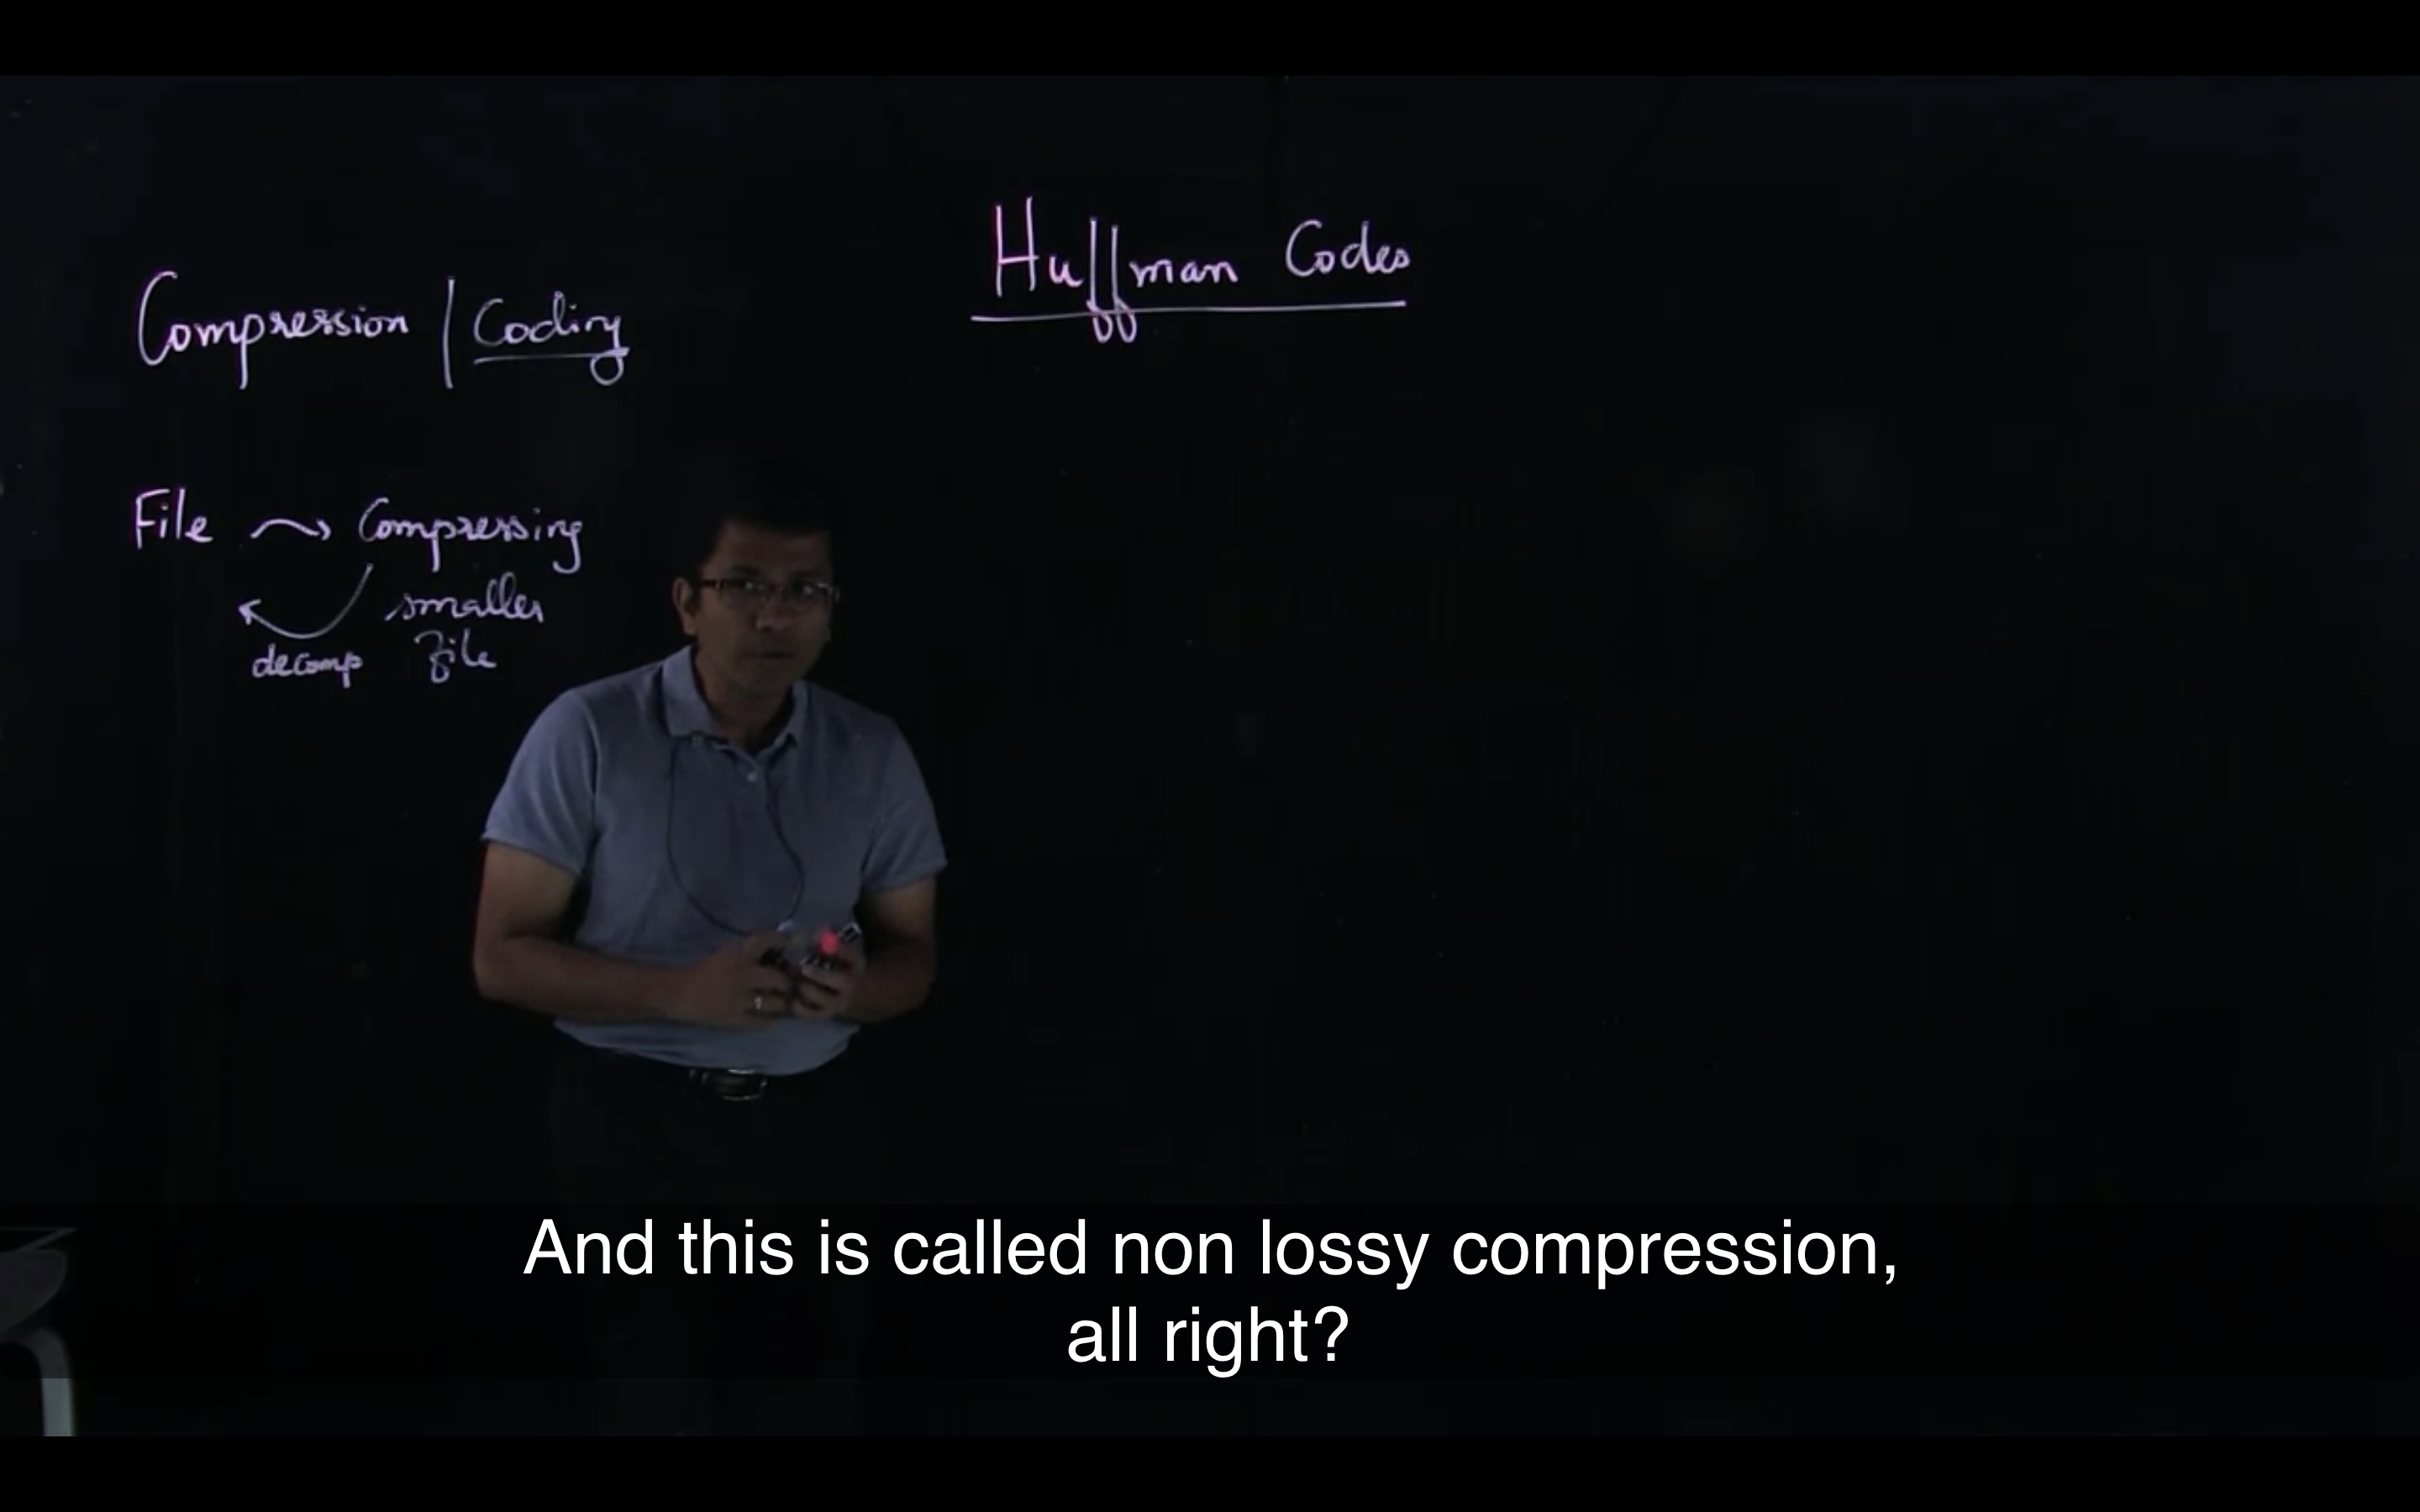 Huffman Codes
Compression | Coding
File → Compressing
smaller
file
decomp
And this is called non lossy compression,
all right?